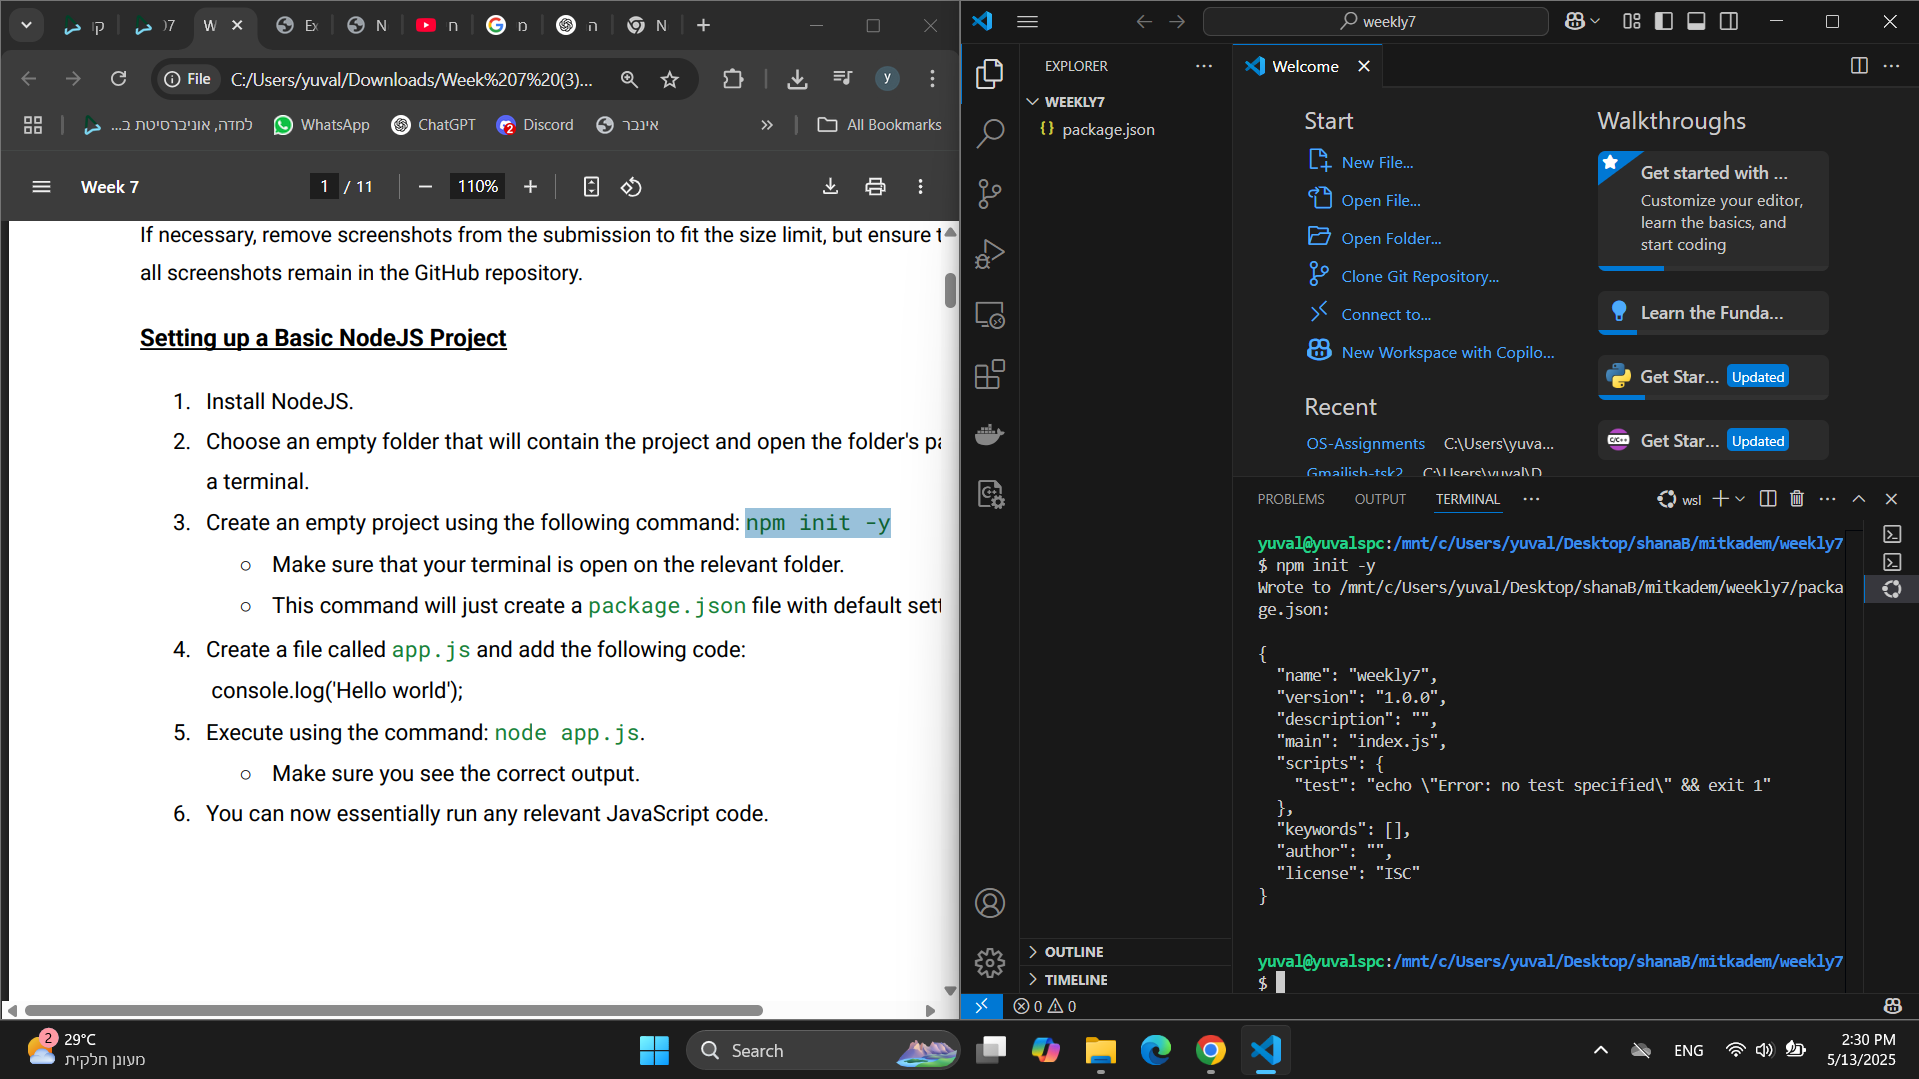 קו
07
W
Ex
N
ח
מ
ה
N
File
C:/Users/yuval/Downloads/Week%207%20(3)...
y
למדה, אוניברסיטת ב...
WhatsApp
ChatGPT
Discord
אינבר
All Bookmarks
Week 7
1 / 11
110%
If necessary, remove screenshots from the submission to fit the size limit, but ensure t
all screenshots remain in the GitHub repository.
Setting up a Basic NodeJS Project
1. Install NodeJS.
2. Choose an empty folder that will contain the project and open the folder's pa
a terminal.
3. Create an empty project using the following command: npm init -y
○ Make sure that your terminal is open on the relevant folder.
○ This command will just create a package.json file with default sett
4. Create a file called app.js and add the following code:
console.log('Hello world');
5. Execute using the command: node app.js.
○ Make sure you see the correct output.
6. You can now essentially run any relevant JavaScript code.
weekly7
EXPLORER
WEEKLY7
{} package.json
OUTLINE
TIMELINE
Welcome
Start
New File...
Open File...
Open Folder...
Clone Git Repository...
Connect to...
New Workspace with Copilo...
Recent
OS-Assignments C:\Users\yuva...
Gmailish-tsk2 C:\Users\yuval\D
Walkthroughs
Get started with ...
Customize your editor,
learn the basics, and
start coding
Learn the Funda...
Get Star... Updated
C/C++ Get Star... Updated
PROBLEMS OUTPUT TERMINAL
wsl
yuval@yuvalspc:/mnt/c/Users/yuval/Desktop/shanaB/mitkadem/weekly7
$ npm init -y
Wrote to /mnt/c/Users/yuval/Desktop/shanaB/mitkadem/weekly7/packa
ge.json:
{
"name": "weekly7",
"version": "1.0.0",
"description": "",
"main": "index.js",
"scripts": {
"test": "echo \"Error: no test specified\" && exit 1"
},
"keywords": [],
"author": "",
"license": "ISC"
}
yuval@yuvalspc:/mnt/c/Users/yuval/Desktop/shanaB/mitkadem/weekly7
$
0 0
2
29°C
מעונן חלקית
Search
ENG
2:30 PM
5/13/2025